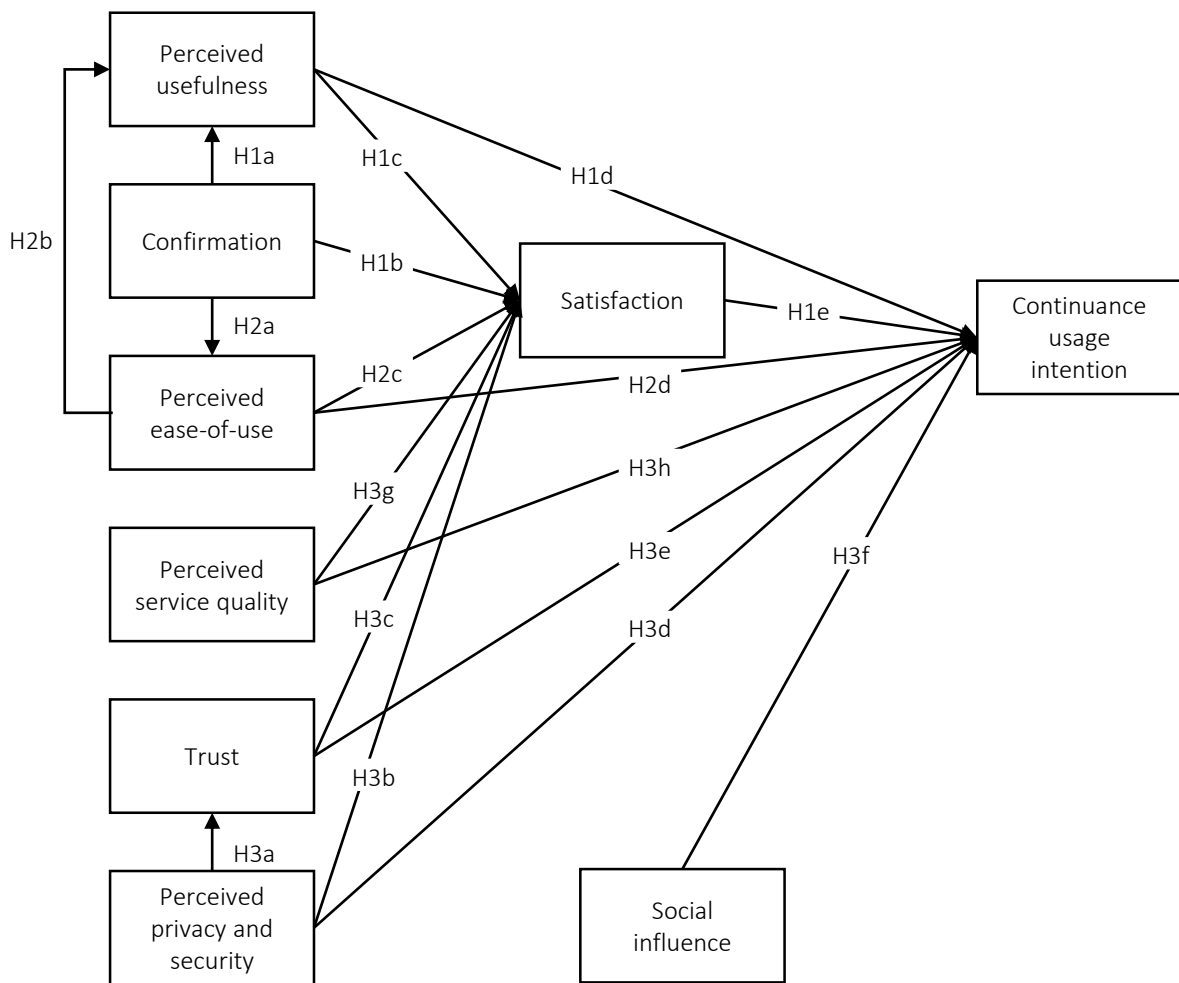 Perceived
usefulness
H1a
H1c
H1d
H2b
Confirmation
H1b
Satisfaction
H1e
Continuance
usage
intention
H2a
Perceived
ease-of-use
H2c
H2d
H3g
H3h
Perceived
service quality
H3c
H3e
H3f
H3d
Trust
H3b
H3a
Perceived
privacy and
security
Social
influence